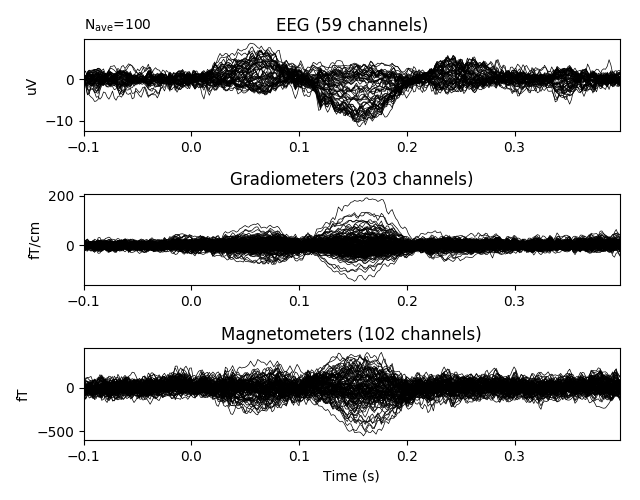 Nave=100
EEG (59 channels)
uV
0
−10
−0.1 0.0 0.1 0.2 0.3
Gradiometers (203 channels)
fT/cm
200
0
−0.1 0.0 0.1 0.2 0.3
Magnetometers (102 channels)
fT
0
−500
−0.1 0.0 0.1 0.2 0.3
Time (s)